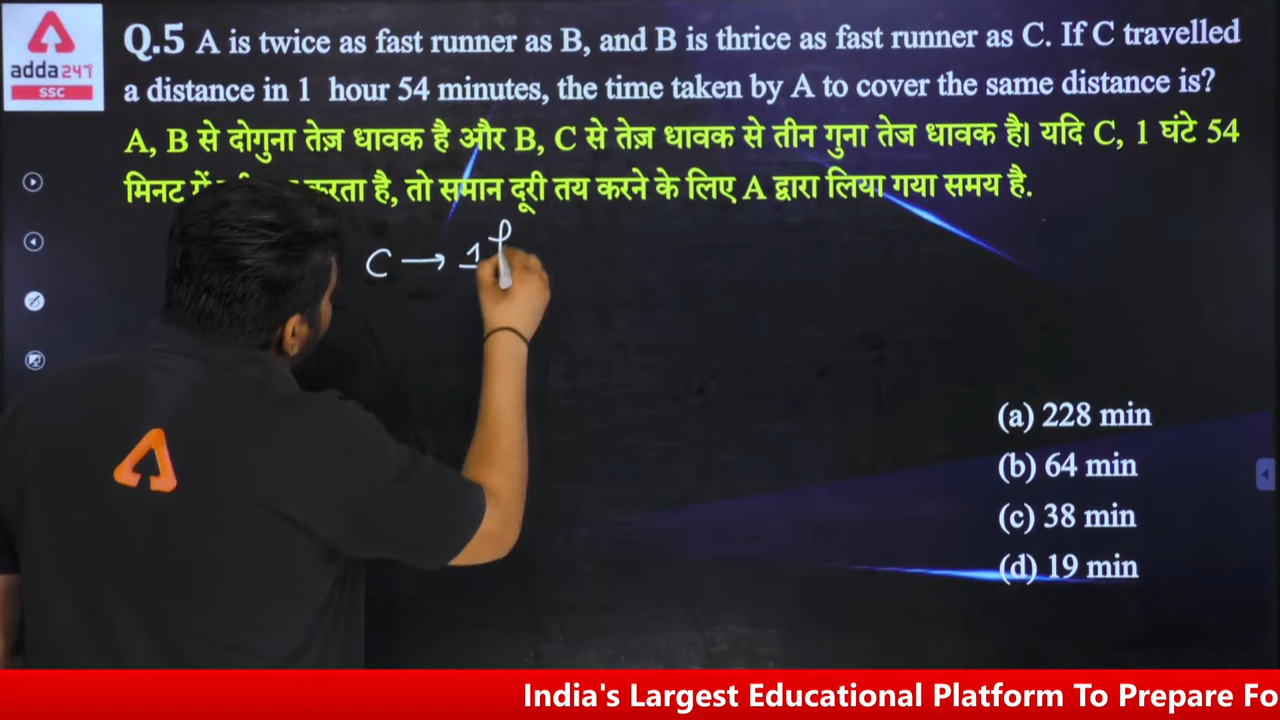 adda247
SSC
Q.5 A is twice as fast runner as B, and B is thrice as fast runner as C. If C travelled
a distance in 1 hour 54 minutes, the time taken by A to cover the same distance is?
A, B से दोगुना तेज़ धावक है और B, C से तेज़ धावक से तीन गुना तेज धावक है। यदि C, 1 घंटे 54
मिनट में करता है, तो समान दूरी तय करने के लिए A द्वारा लिया गया समय है.
C → 1
(a) 228 min
(b) 64 min
(c) 38 min
(d) 19 min
India's Largest Educational Platform To Prepare Fo